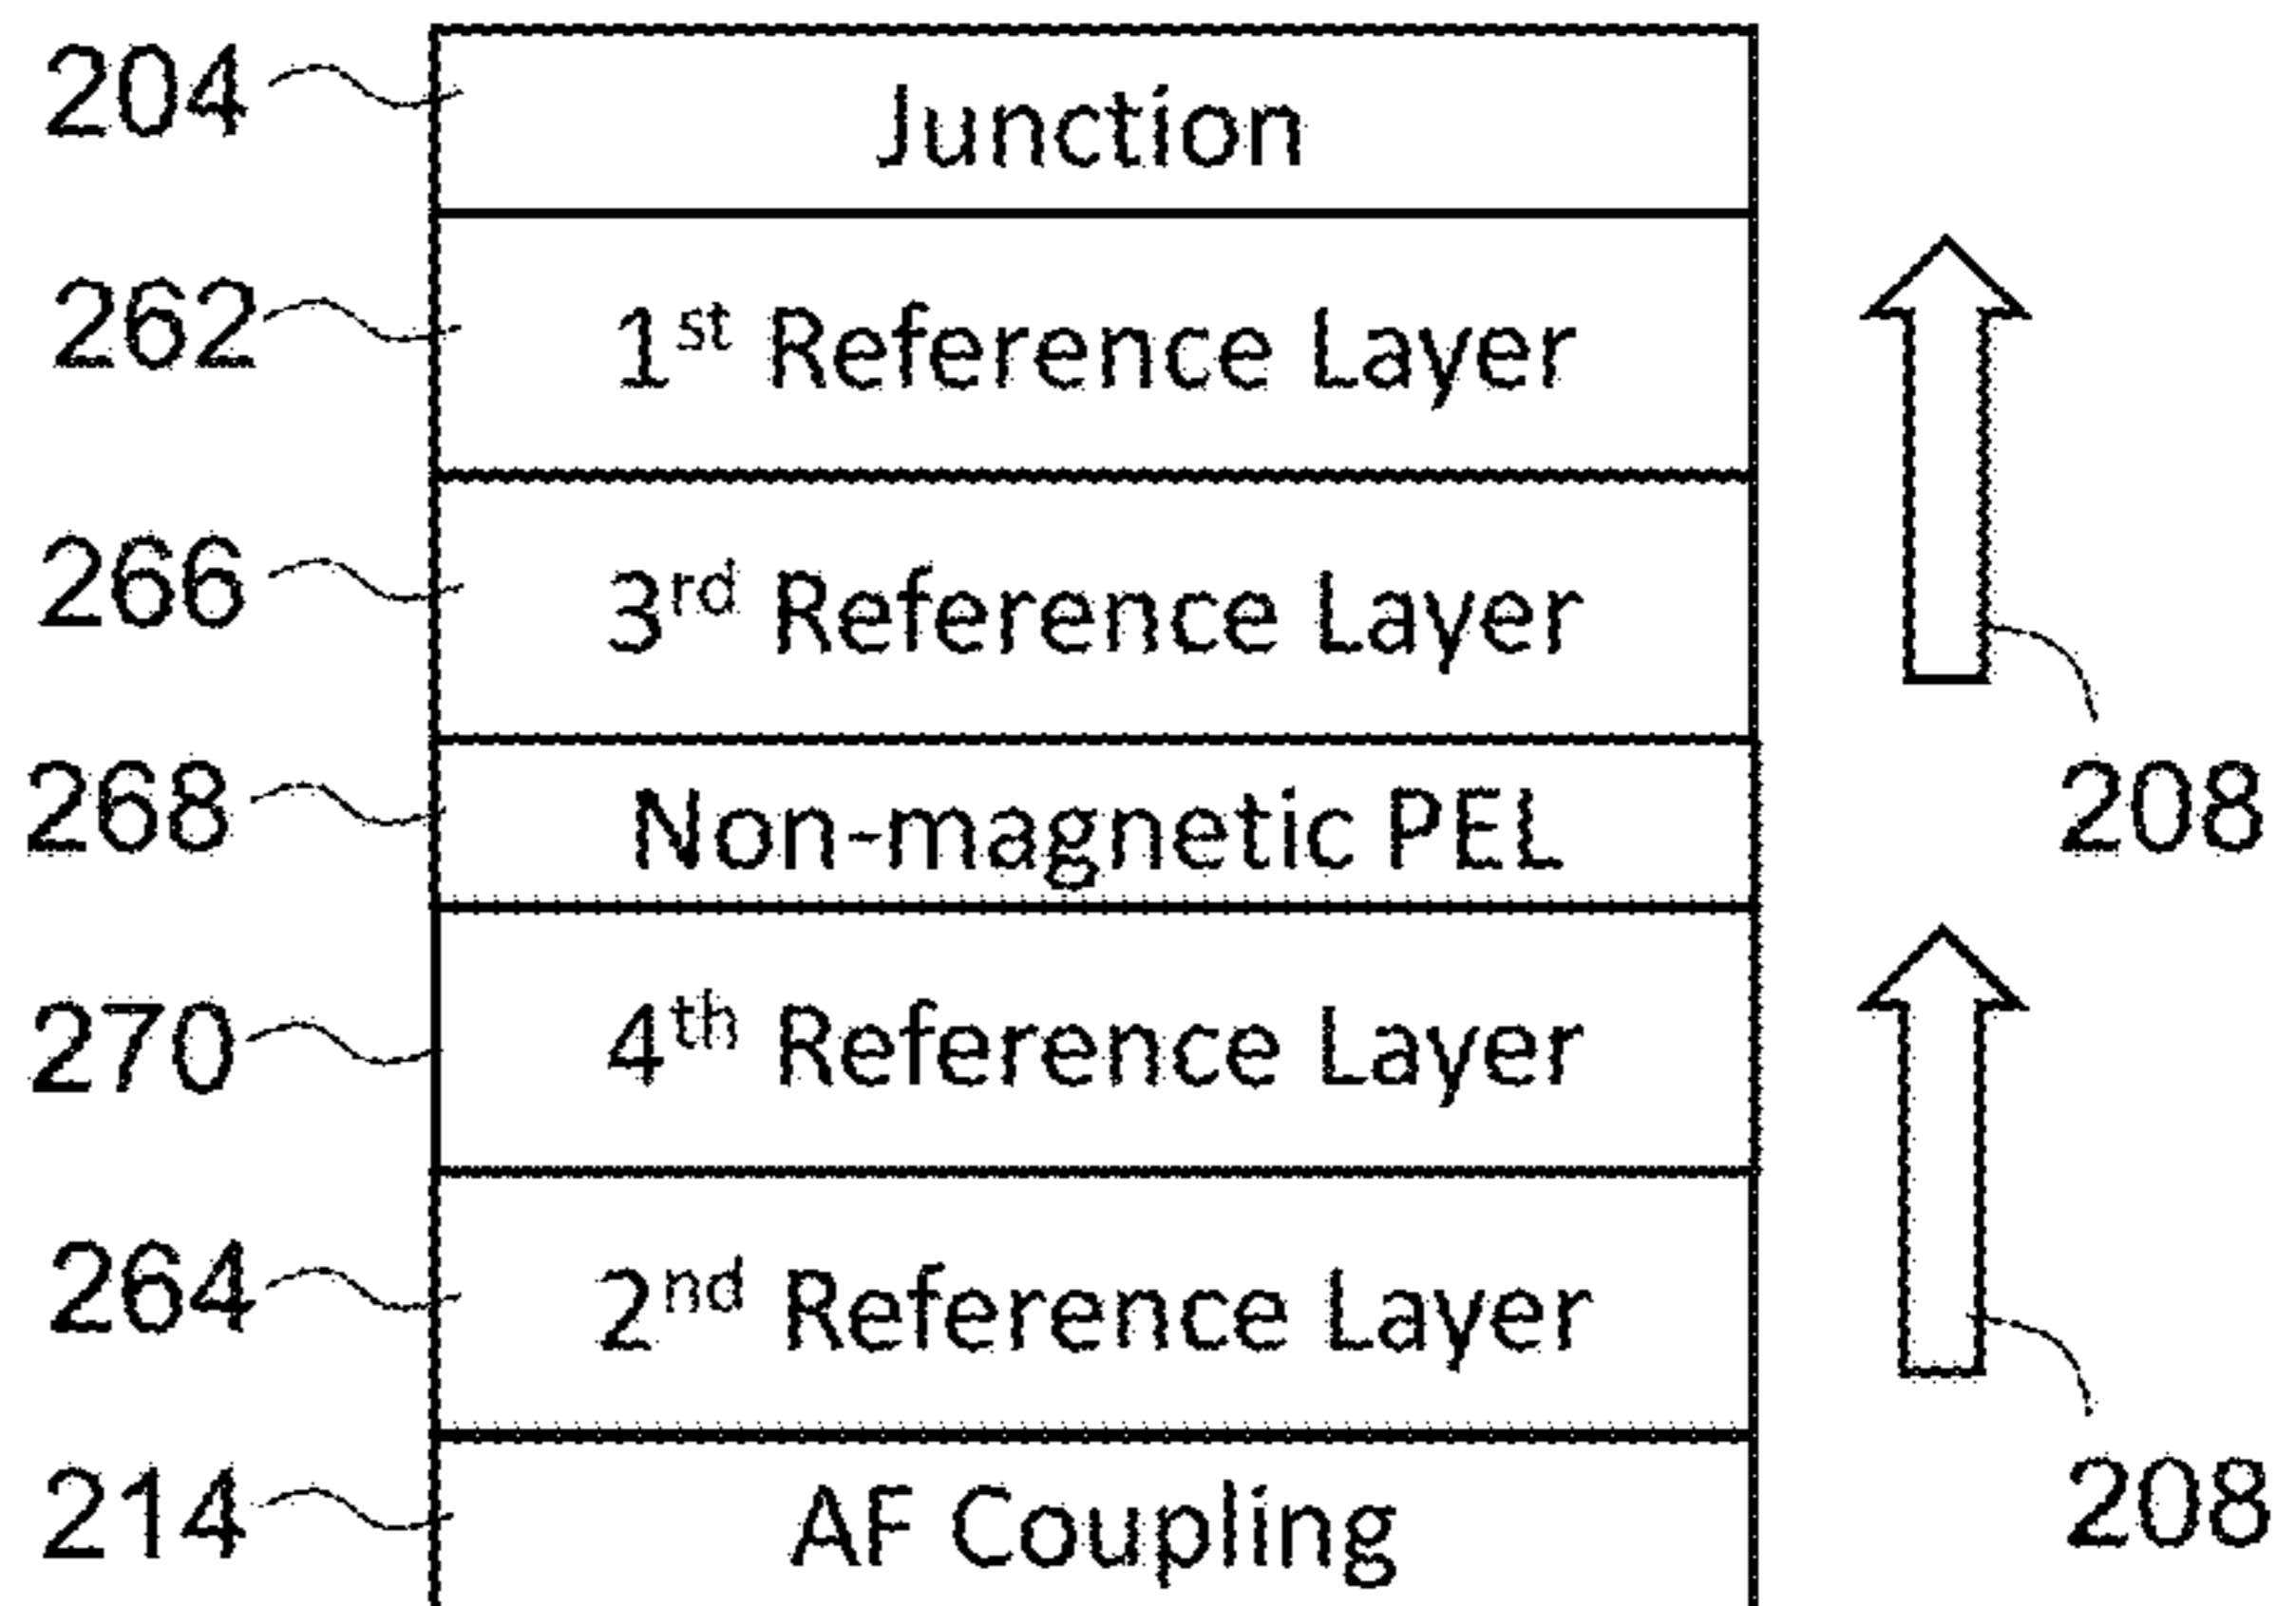 204 Junction
262 1st Reference Layer
266 3rd Reference Layer
268 Non-magnetic PEL 208
270 4th Reference Layer
264 2nd Reference Layer
214 AF Coupling 208